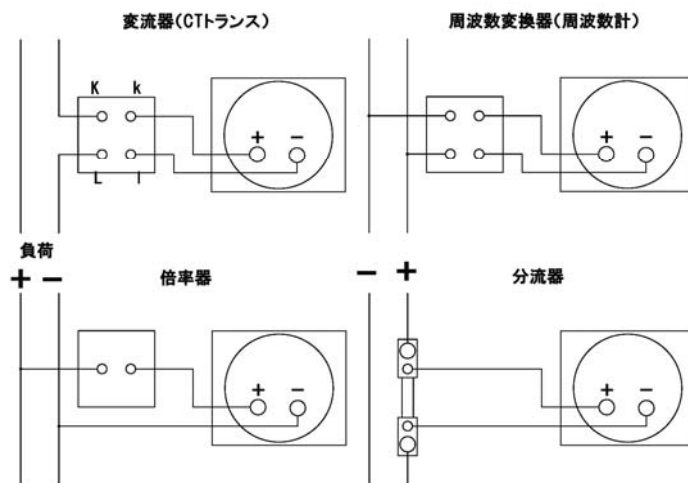 変流器(CTトランス)
周波数変換器(周波数計)
K k
+ −
L l
+ −
負荷
+ −
倍率器
− +
分流器
+ −
+ −